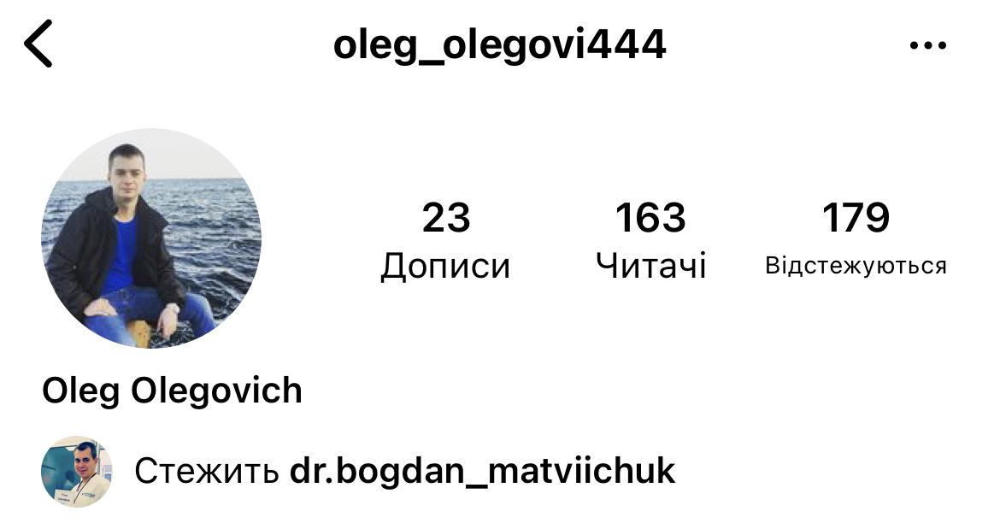 oleg_olegovi444
23 163 179
Дописи Читачі Відстежуються
Oleg Olegovich
Стежить dr.bogdan_matviichuk